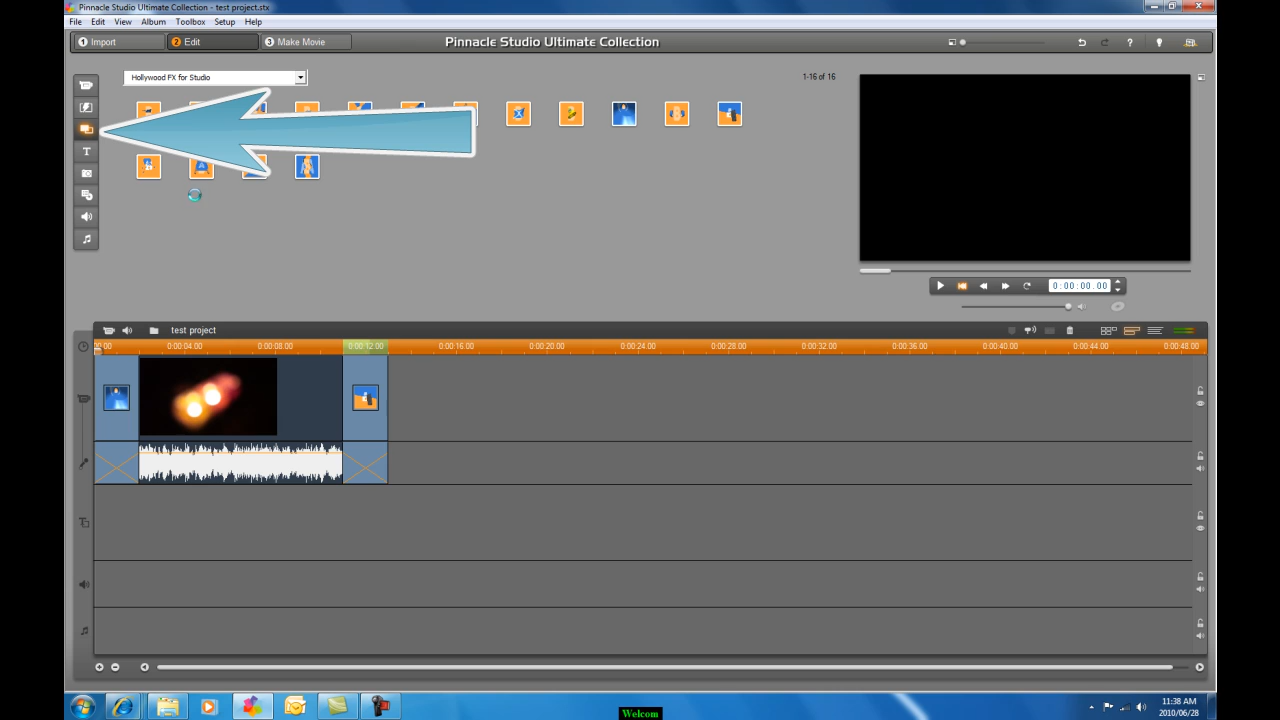 Pinnacle Studio Ultimate Collection - test project.stx
File Edit View Album Toolbox Setup Help
1 Import 2 Edit 3 Make Movie Pinnacle Studio Ultimate Collection
Hollywood FX for Studio 1-16 of 16
T
0:00:00.00
test project
00 0:00:04.00 0:00:08.00 0:00:12:00 0:00:16.00 0:00:20.00 0:00:24.00 0:00:28.00 0:00:32.00 0:00:36.00 0:00:40.00 0:00:44.00 0:00:48.00
11:38 AM
2010/06/28
Welcom